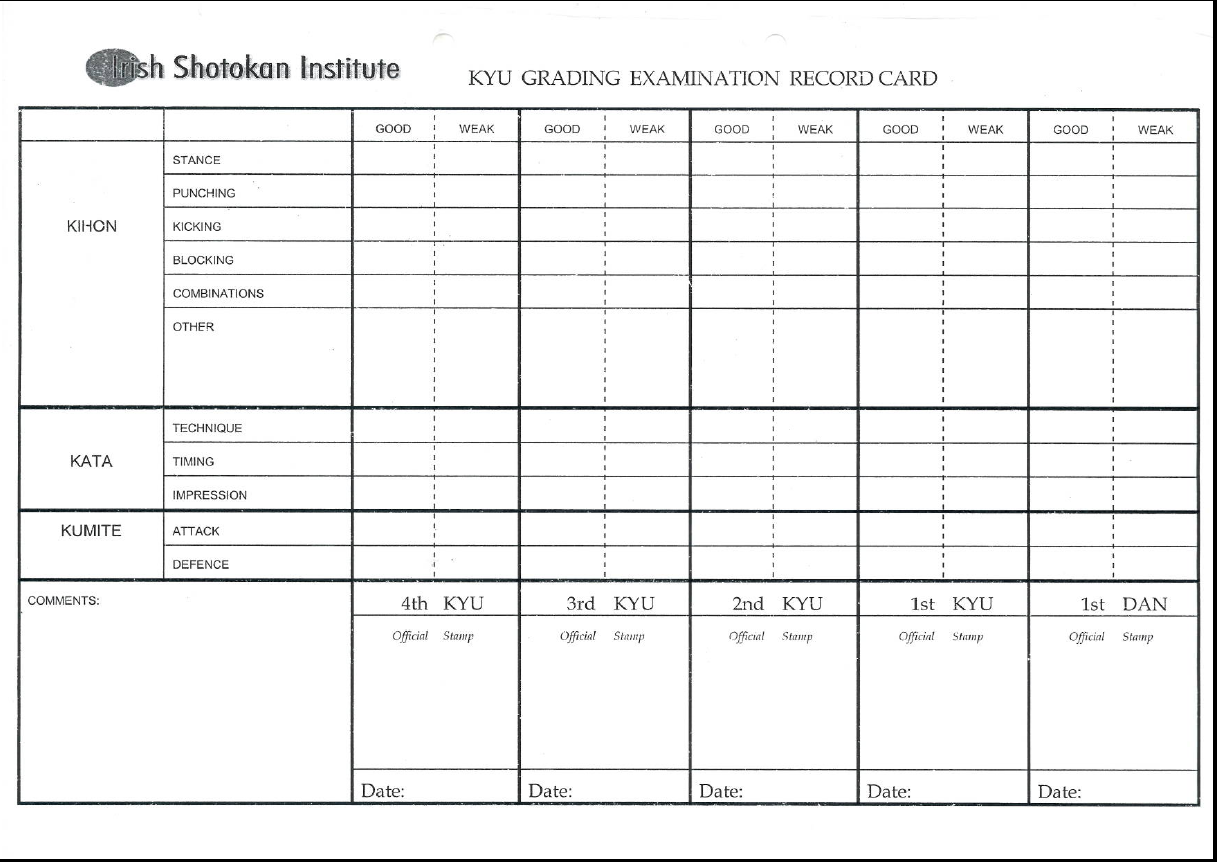 Irish Shotokan Institute
KYU GRADING EXAMINATION RECORD CARD
GOOD WEAK GOOD WEAK GOOD WEAK GOOD WEAK GOOD WEAK
STANCE
PUNCHING
KIHON KICKING
BLOCKING
COMBINATIONS
OTHER
TECHNIQUE
KATA TIMING
IMPRESSION
KUMITE ATTACK
DEFENCE
COMMENTS: 4th KYU 3rd KYU 2nd KYU 1st KYU 1st DAN
Official Stamp Official Stamp Official Stamp Official Stamp Official Stamp
Date: Date: Date: Date: Date: